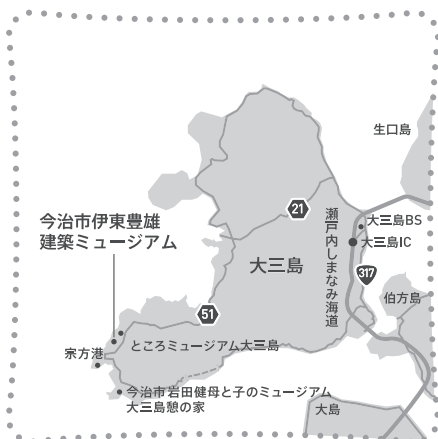 生口島
21
瀬戸内しまなみ海道
大三島BS
大三島IC
今治市伊東豊雄
建築ミュージアム
大三島
317
伯方島
51
ところミュージアム大三島
宗方港
今治市岩田健母と子のミュージアム
大三島憩の家
大島